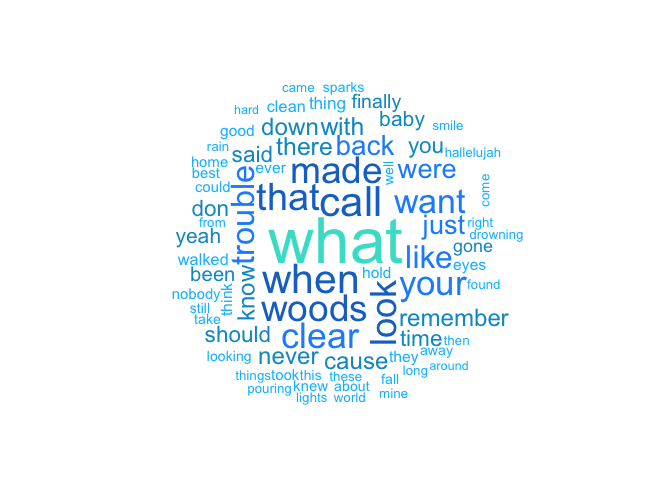 came sparks
hard clean thing finally
good down with baby smile
rain said there back you hallelujah
home ever made well were
best
could trouble that call want come
don from just right
yeah what drowning
walked like gone
been know when hold eyes
nobody think look your found
still woods
take remember
should clear time then
looking never cause they away
long around
things took this these fall
pouring knew about
lights world mine